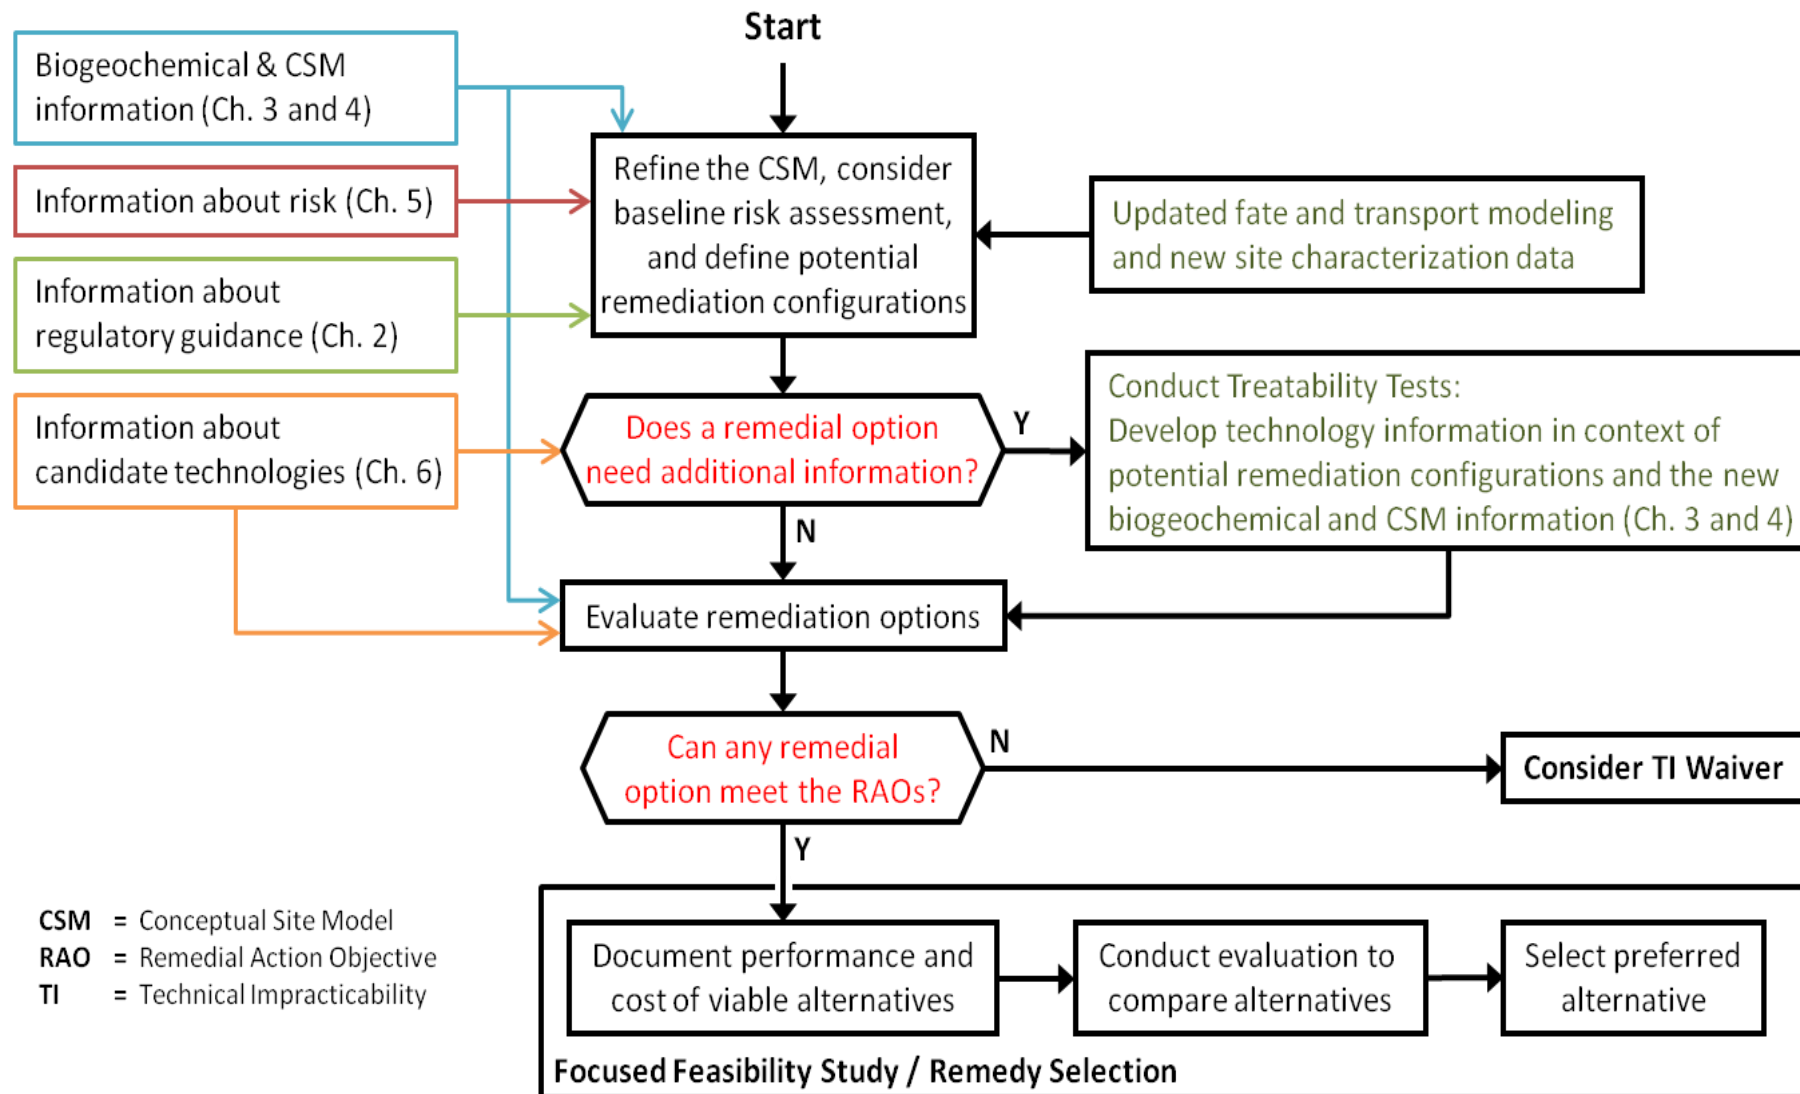 Start
Biogeochemical & CSM
information (Ch. 3 and 4)
Information about risk (Ch. 5)
Information about
regulatory guidance (Ch. 2)
Information about
candidate technologies (Ch. 6)
Refine the CSM, consider
baseline risk assessment,
and define potential
remediation configurations
Updated fate and transport modeling
and new site characterization data
Does a remedial option
need additional information?
Y
Conduct Treatability Tests:
Develop technology information in context of
potential remediation configurations and the new
biogeochemical and CSM information (Ch. 3 and 4)
N
Evaluate remediation options
Can any remedial
option meet the RAOs?
N
Consider TI Waiver
Y
CSM = Conceptual Site Model
RAO = Remedial Action Objective
TI = Technical Impracticability
Document performance and
cost of viable alternatives
Conduct evaluation to
compare alternatives
Select preferred
alternative
Focused Feasibility Study / Remedy Selection